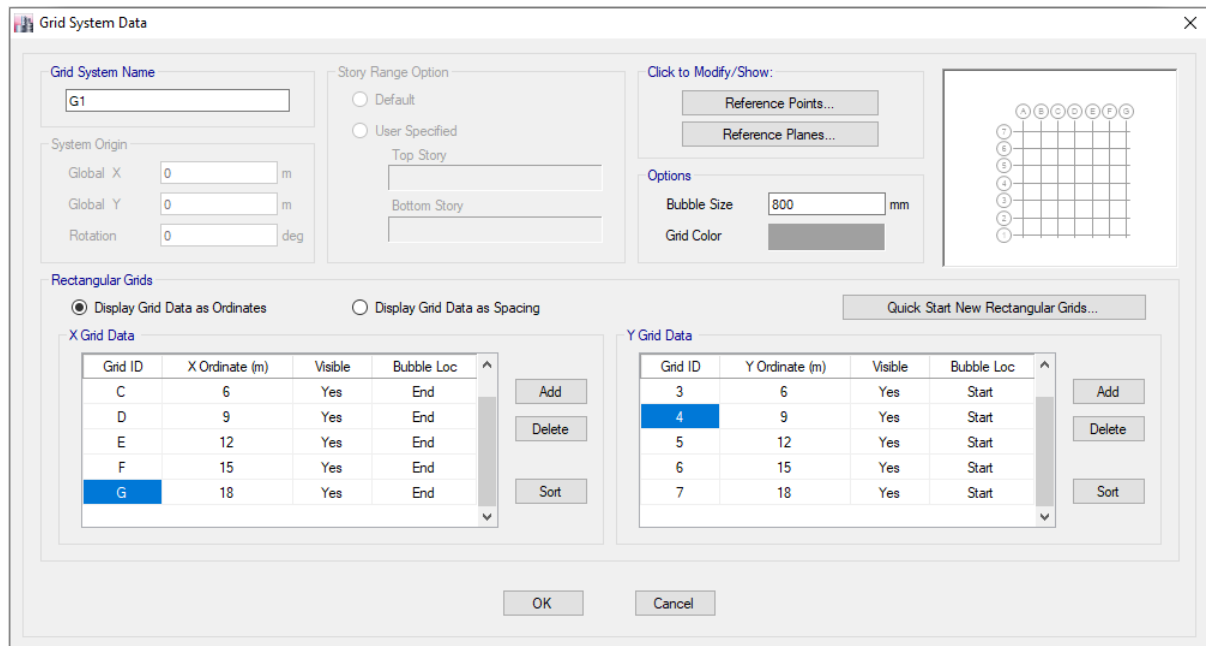 Grid System Data
Grid System Name
G1
System Origin
Global X 0 m
Global Y 0 m
Rotation 0 deg
Story Range Option
Default
User Specified
Top Story
Bottom Story
Click to Modify/Show:
Reference Points...
Reference Planes...
Options
Bubble Size 800 mm
Grid Color
A B C D E F G
7
6
5
4
3
2
1
Rectangular Grids
Display Grid Data as Ordinates Display Grid Data as Spacing Quick Start New Rectangular Grids...
X Grid Data
Grid ID X Ordinate (m) Visible Bubble Loc
C 6 Yes End
D 9 Yes End
E 12 Yes End
F 15 Yes End
G 18 Yes End
Add
Delete
Sort
Y Grid Data
Grid ID Y Ordinate (m) Visible Bubble Loc
3 6 Yes Start
4 9 Yes Start
5 12 Yes Start
6 15 Yes Start
7 18 Yes Start
Add
Delete
Sort
OK Cancel